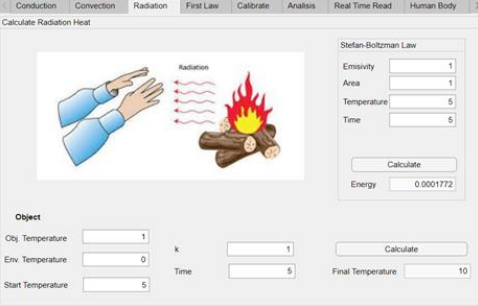 Conduction Convection Radiation First Law Calibrate Analisis Real Time Read Human Body
Calculate Radiation Heat
Radiation
Stefan-Boltzman Law
Emisivity 1
Area 1
Temperature 5
Time 5
Calculate
Energy 0.0001772
Object
Obj. Temperature 1
Env. Temperature 0
Start Temperature 5
k 1
Time 5
Calculate
Final Temperature 10